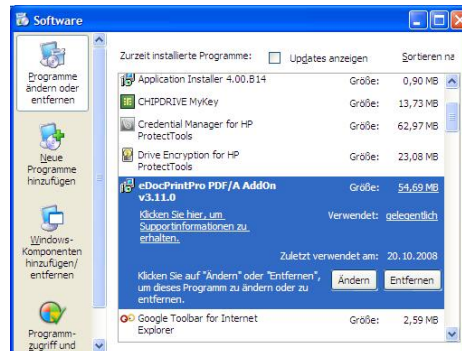 Software
Programme
ändern oder
entfernen
Neue
Programme
hinzufügen
Windows-
Komponenten
hinzufügen/
entfernen
Programm-
zugriff und
Zurzeit installierte Programme: Updates anzeigen Sortieren na
Application Installer 4.00.B14 Größe: 0,90 MB
CHIPDRIVE MyKey Größe: 13,73 MB
Credential Manager for HP Größe: 62,97 MB
ProtectTools
Drive Encryption for HP Größe: 23,08 MB
ProtectTools
eDocPrintPro PDF/A AddOn Größe: 54,69 MB
v3.11.0
Klicken Sie hier, um Verwendet: gelegentlich
Supportinformationen zu
erhalten.
Zuletzt verwendet am: 20.10.2008
Klicken Sie auf "Ändern" oder "Entfernen", Ändern Entfernen
um dieses Programm zu ändern oder zu
entfernen.
Google Toolbar for Internet Größe: 2,59 MB
Explorer